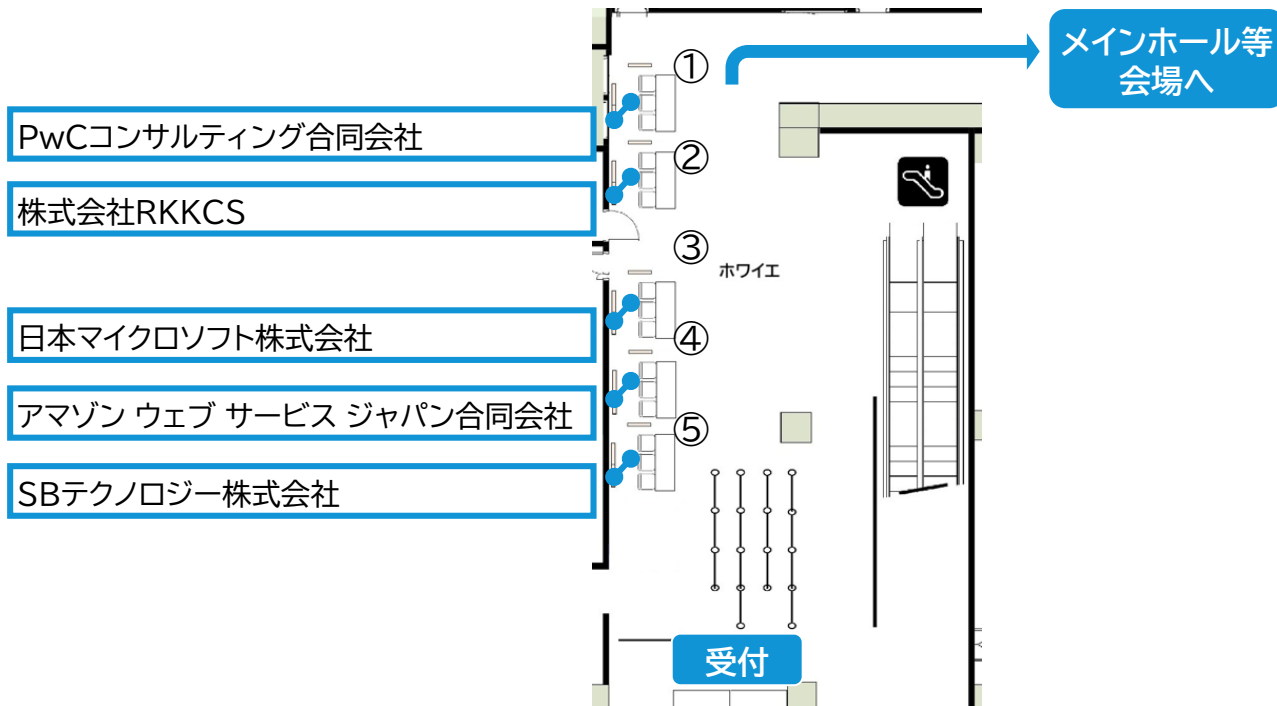 メインホール等
会場へ
①
PwCコンサルティング合同会社
②
株式会社RKKCS
③
ホワイエ
日本マイクロソフト株式会社
④
アマゾン ウェブ サービス ジャパン合同会社
⑤
SBテクノロジー株式会社
受付